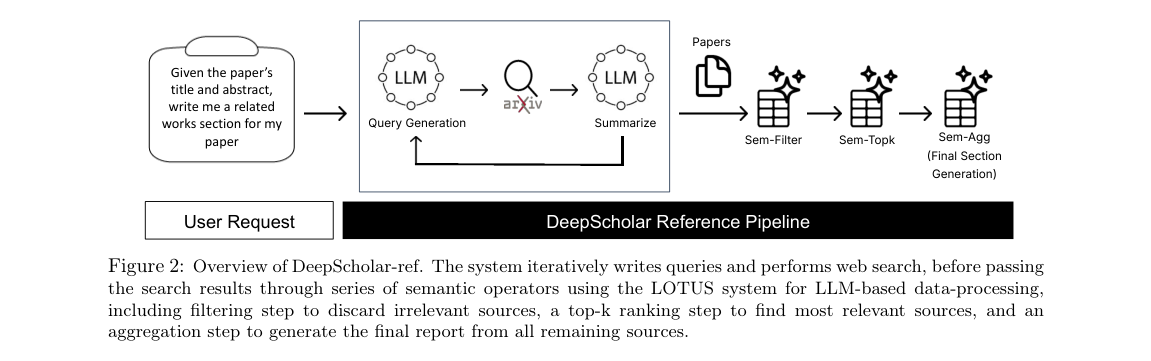 Given the paper's
title and abstract,
write me a related
works section for my
paper
LLM
Query Generation
arXiv
LLM
Summarize
Papers
Sem-Filter
Sem-Topk
Sem-Agg
(Final Section
Generation)
User Request
DeepScholar Reference Pipeline
Figure 2: Overview of DeepScholar-ref. The system iteratively writes queries and performs web search, before passing
the search results through series of semantic operators using the LOTUS system for LLM-based data-processing,
including filtering step to discard irrelevant sources, a top-k ranking step to find most relevant sources, and an
aggregation step to generate the final report from all remaining sources.